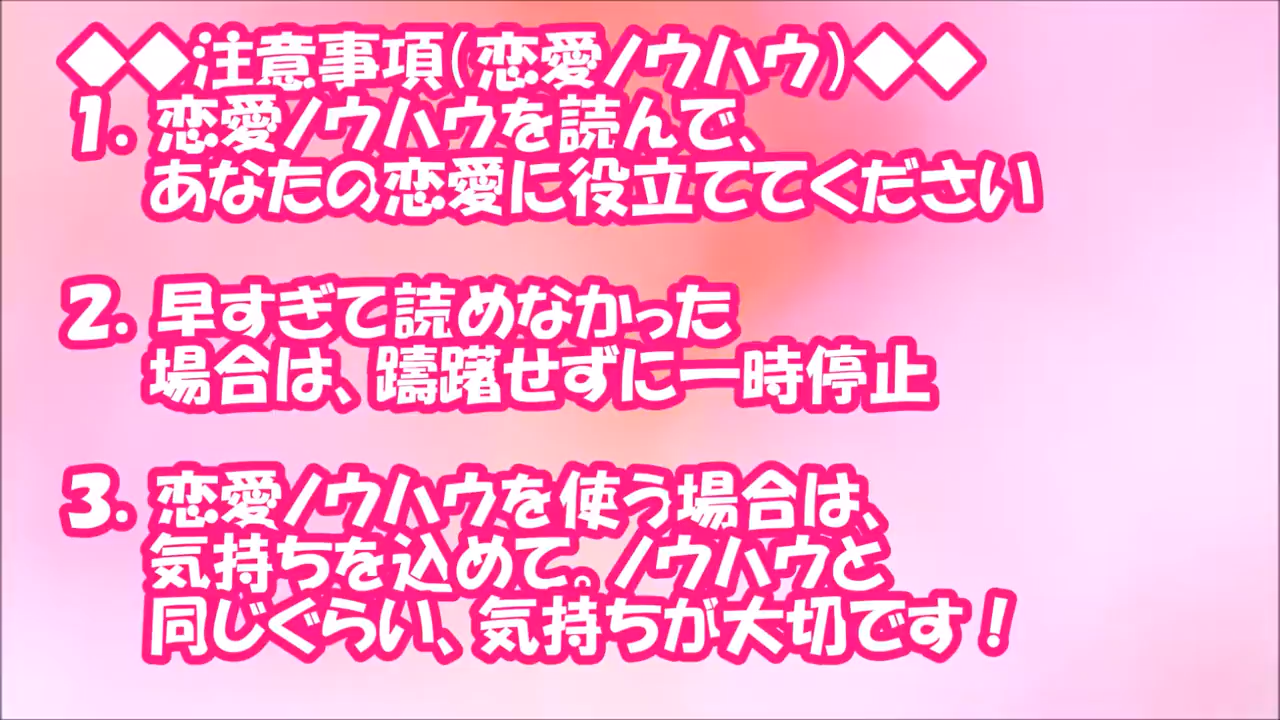 ◆◆注意事項(恋愛ノウハウ)◆◆
1. 恋愛ノウハウを読んで、
あなたの恋愛に役立ててください
2. 早すぎて読めなかった
場合は、躊躇せずに一時停止
3. 恋愛ノウハウを使う場合は、
気持ちを込めて。ノウハウと
同じぐらい、気持ちが大切です！